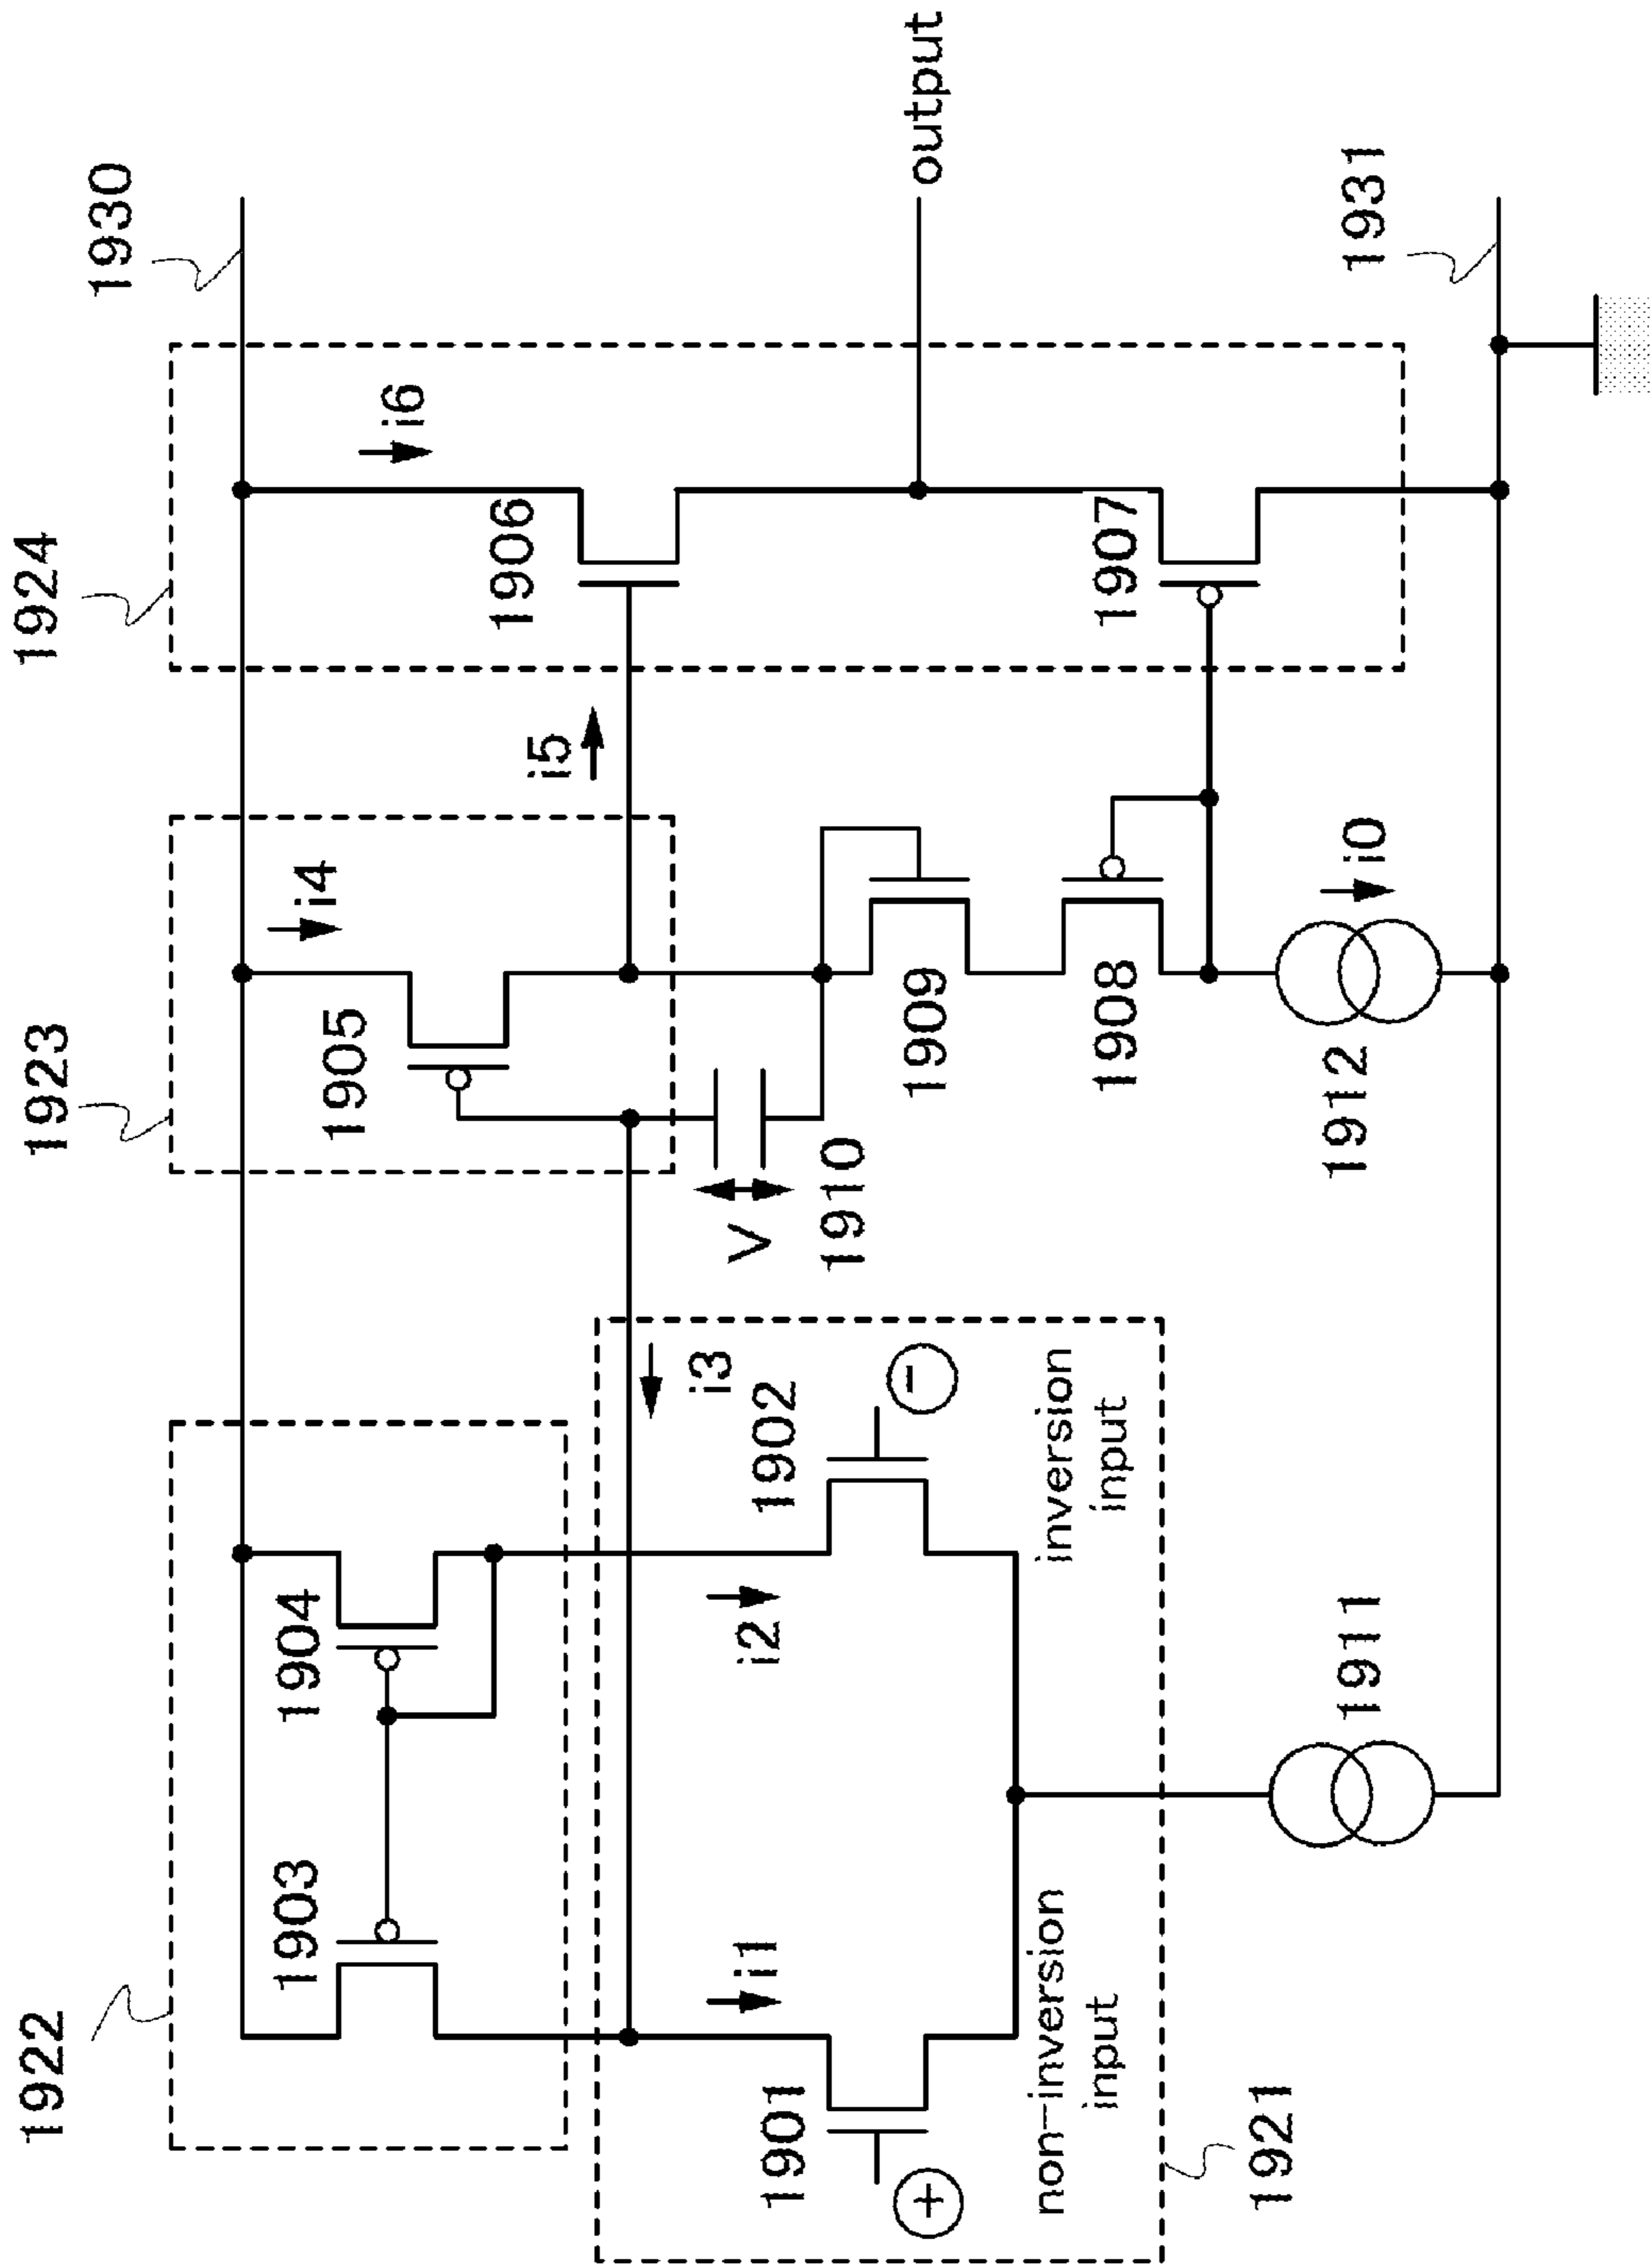 1922
1923
1924
1930
1903
1904
1905
i4
i6
i5
1906
output
i3
V
1910
i1
i2
1901
1902
+
−
1909
1908
1907
non-inversion
input
inversion
input
1921
1911
1912
i0
1931